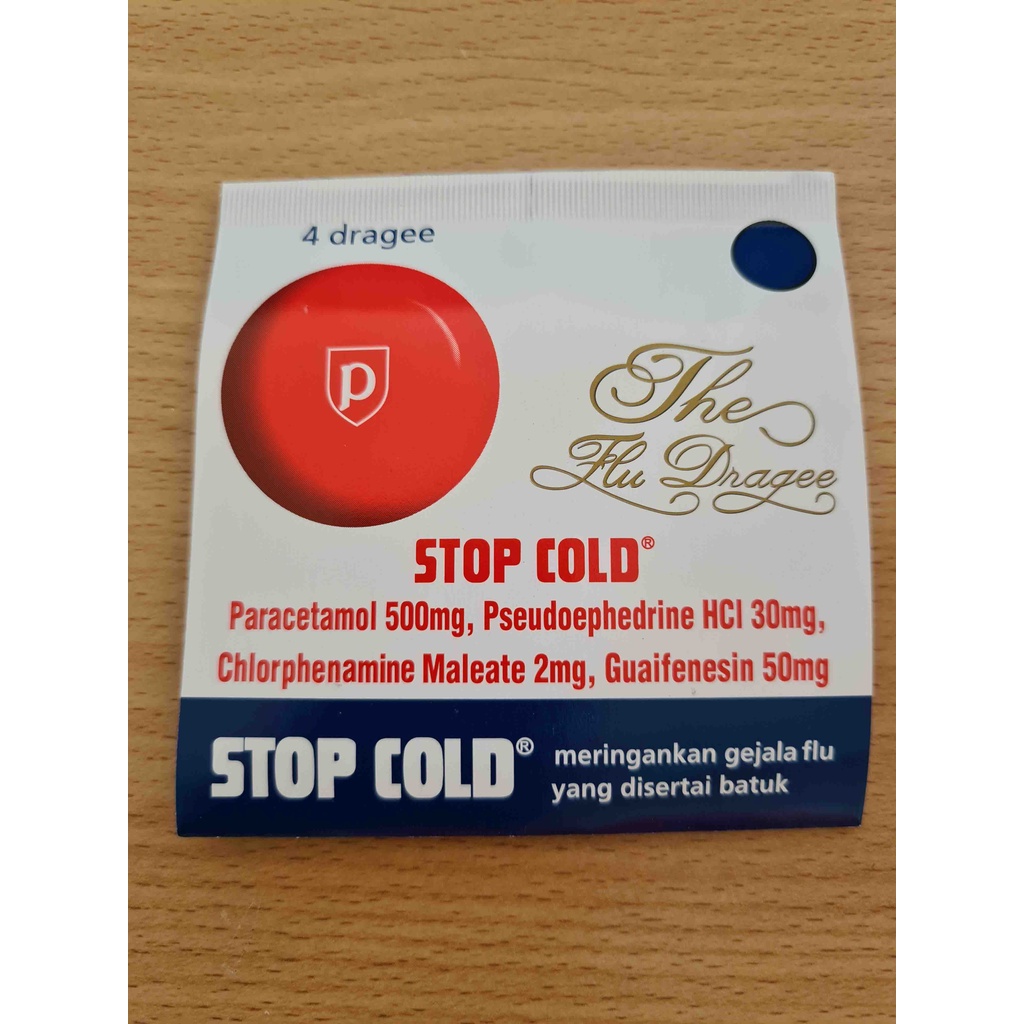 4 dragee
p
The
Flu Dragee
STOP COLD®
Paracetamol 500mg, Pseudoephedrine HCl 30mg,
Chlorphenamine Maleate 2mg, Guaifenesin 50mg
STOP COLD® meringankan gejala flu
yang disertai batuk